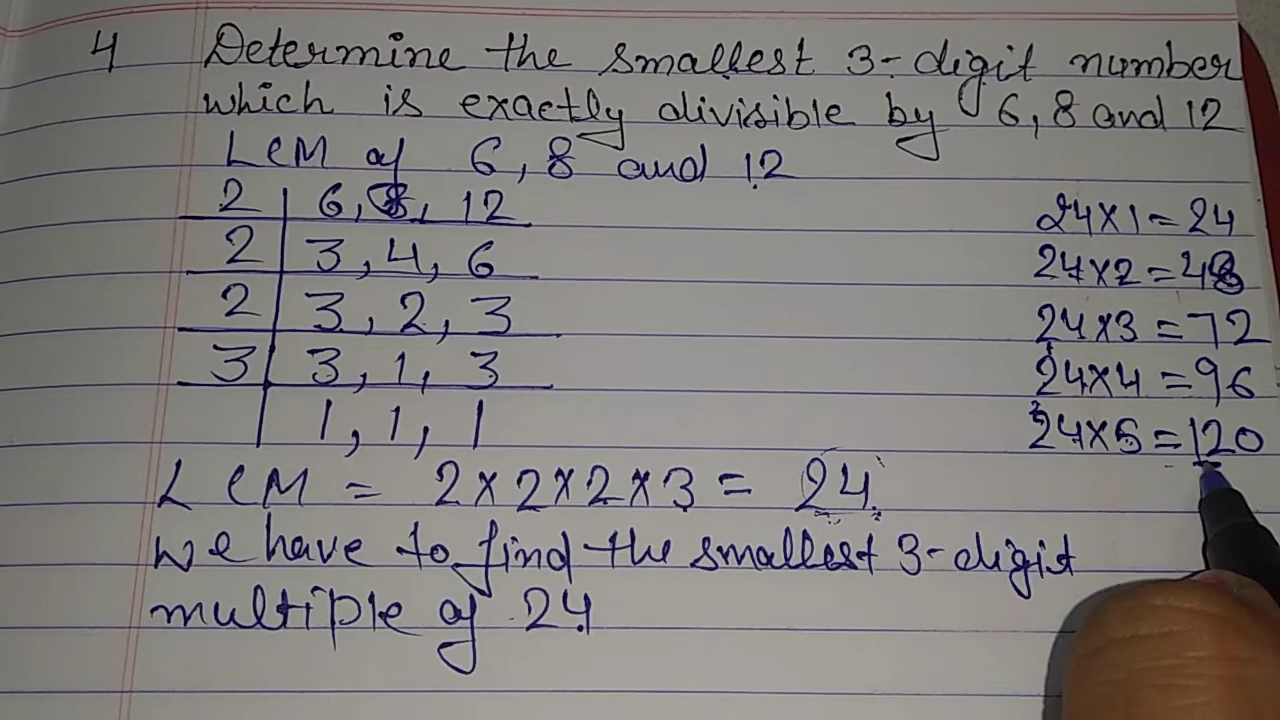 4 Determine the smallest 3-digit number
which is exactly divisible by 6, 8 and 12
LCM of 6, 8 and 12
2 | 6, 8, 12
2 | 3, 4, 6
2 | 3, 2, 3
3 | 3, 1, 3
| 1, 1, 1
LCM = 2×2×2×3 = 24
we have to find the smallest 3-digit
multiple of 24
24×1=24
24×2=48
24×3=72
1
24×4=96
2
24×5=120